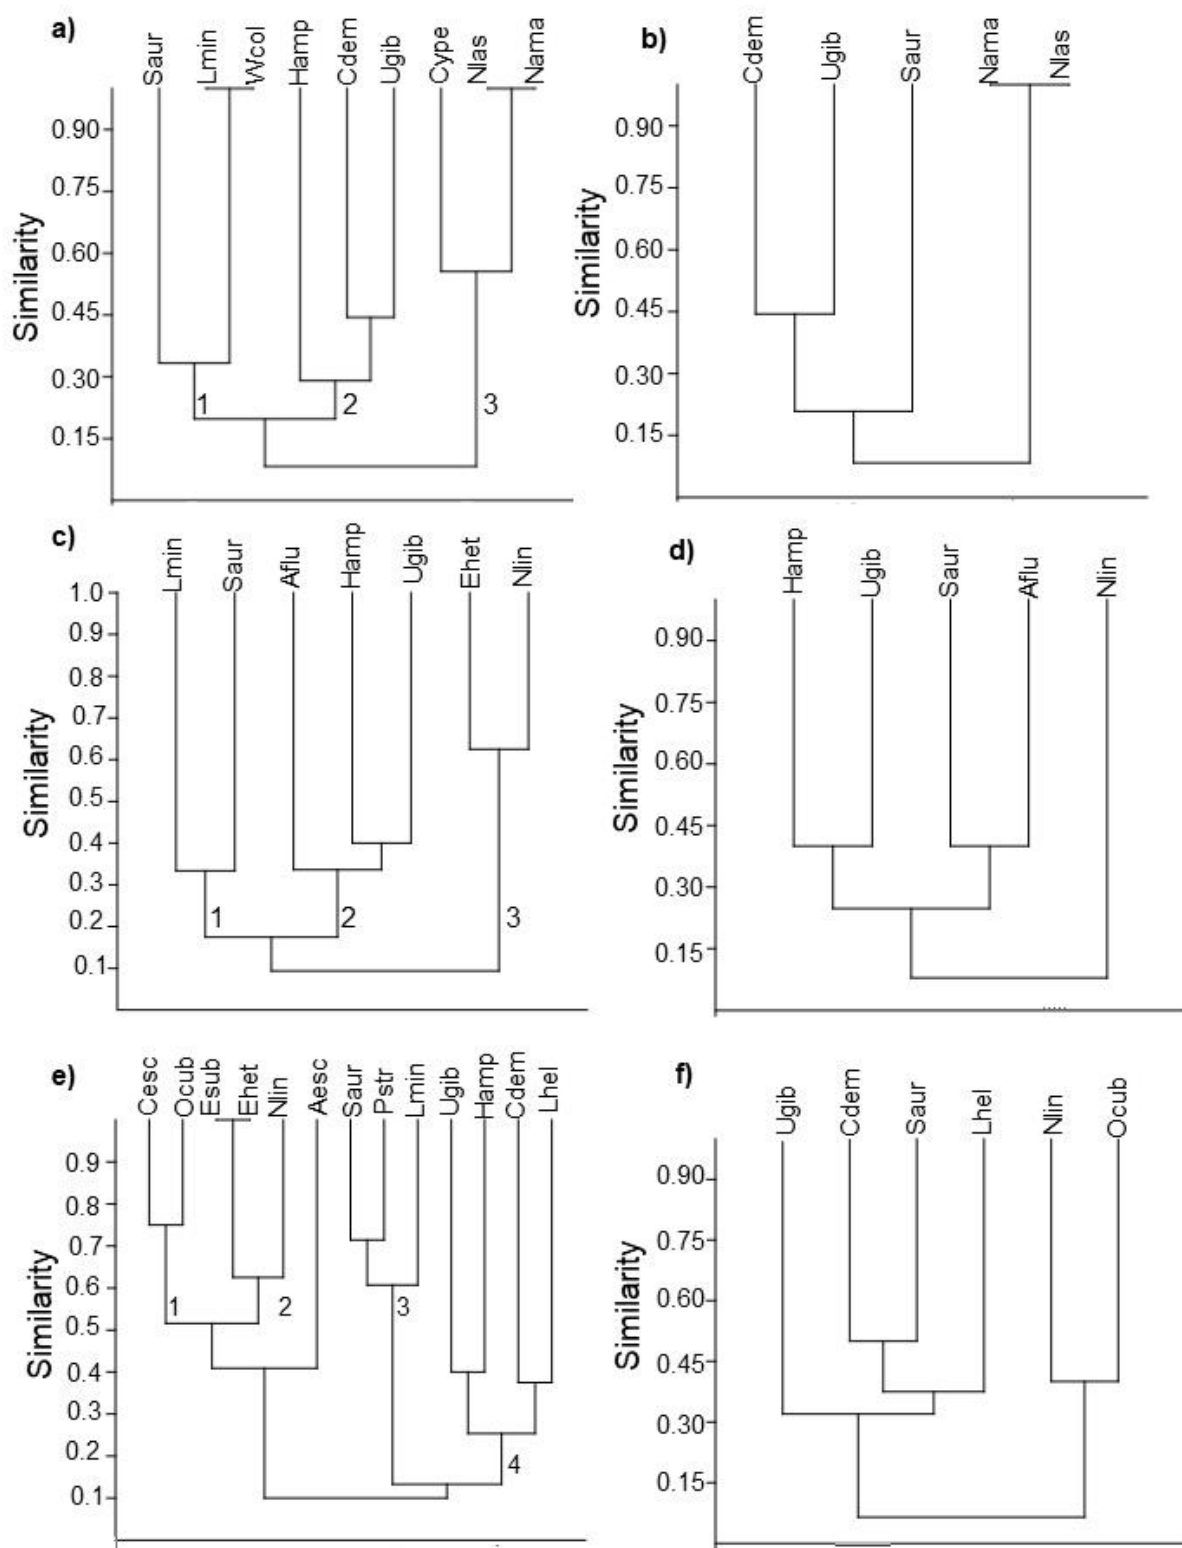 a)
Saur
Lmin
Wcol
Hamp
Cdem
Ugib
Cype
Nlas
Nama
0.90
0.75
0.60
0.45
0.30
0.15
Similarity
1
2
3
b)
Cdem
Ugib
Saur
Nama
Nlas
0.90
0.75
0.60
0.45
0.30
0.15
Similarity
c)
Lmin
Saur
Aflu
Hamp
Ugib
Ehet
Nlin
1.0
0.9
0.8
0.7
0.6
0.5
0.4
0.3
0.2
0.1
Similarity
1
2
3
d)
Hamp
Ugib
Saur
Aflu
Nlin
0.90
0.75
0.60
0.45
0.30
0.15
Similarity
e)
Cesc
Ocub
Esub
Ehet
Nlin
Aesc
Saur
Pstr
Lmin
Ugib
Hamp
Cdem
Lhel
0.9
0.8
0.7
0.6
0.5
0.4
0.3
0.2
0.1
Similarity
1
2
3
4
f)
Ugib
Cdem
Saur
Lhel
Nlin
Ocub
0.90
0.75
0.60
0.45
0.30
0.15
Similarity